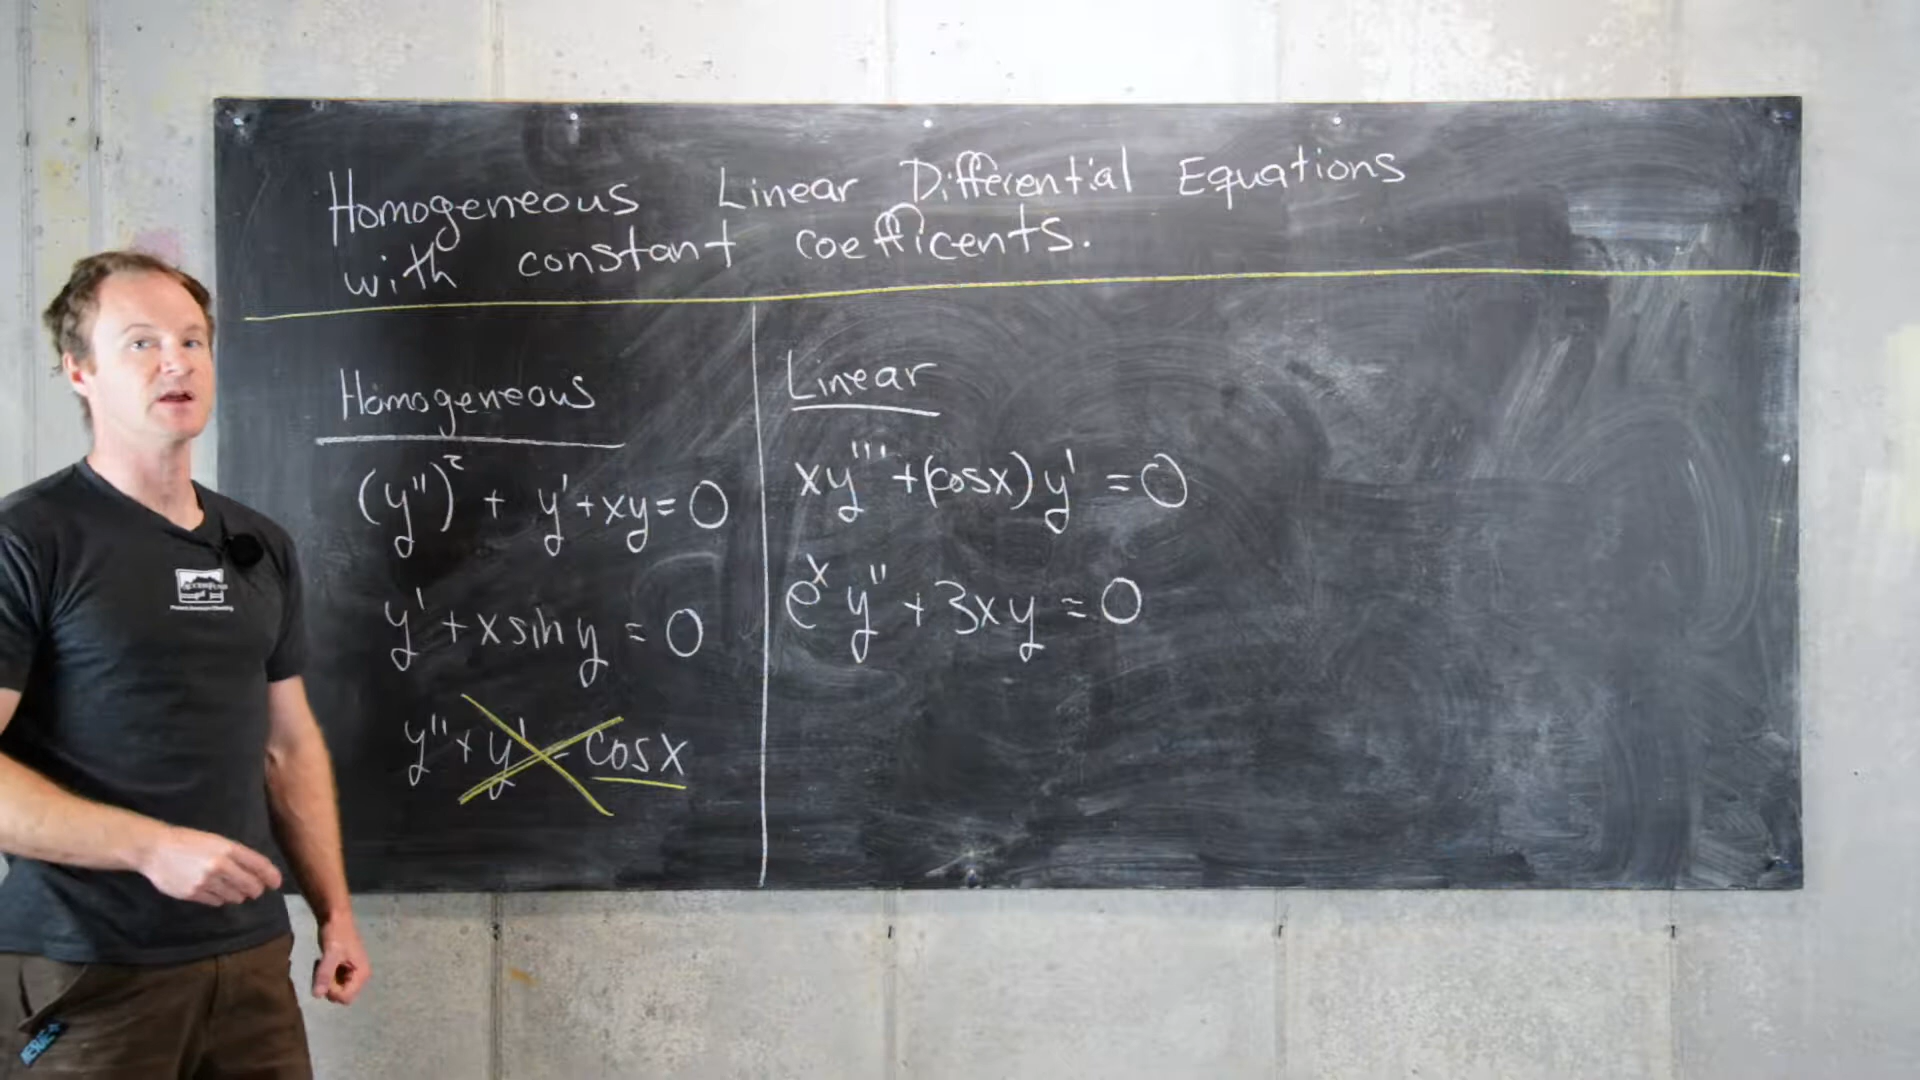 Homogeneous Linear Differential Equations
with constant coefficents.
Homogeneous
(y'')² + y' + xy = 0
y' + x sin y = 0
y'' + y' = cos x
Linear
xy''' + (cos x) y' = 0
eˣ y'' + 3xy = 0